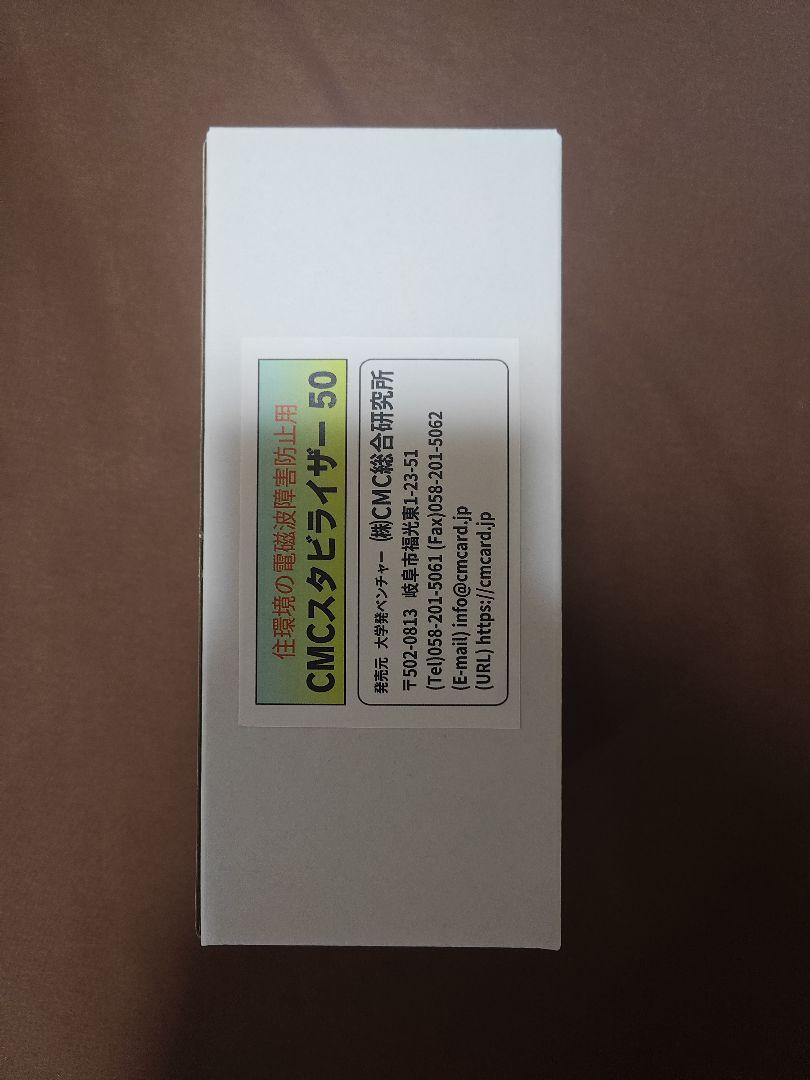 住環境の電磁波障害防止用
CMCスタビライザー 50
発売元 大学発ベンチャー ㈱CMC総合研究所
〒502-0813 岐阜市福光東1-23-51
(Tel)058-201-5061 (Fax)058-201-5062
(E-mail) info@cmcard.jp
(URL) https://cmcard.jp